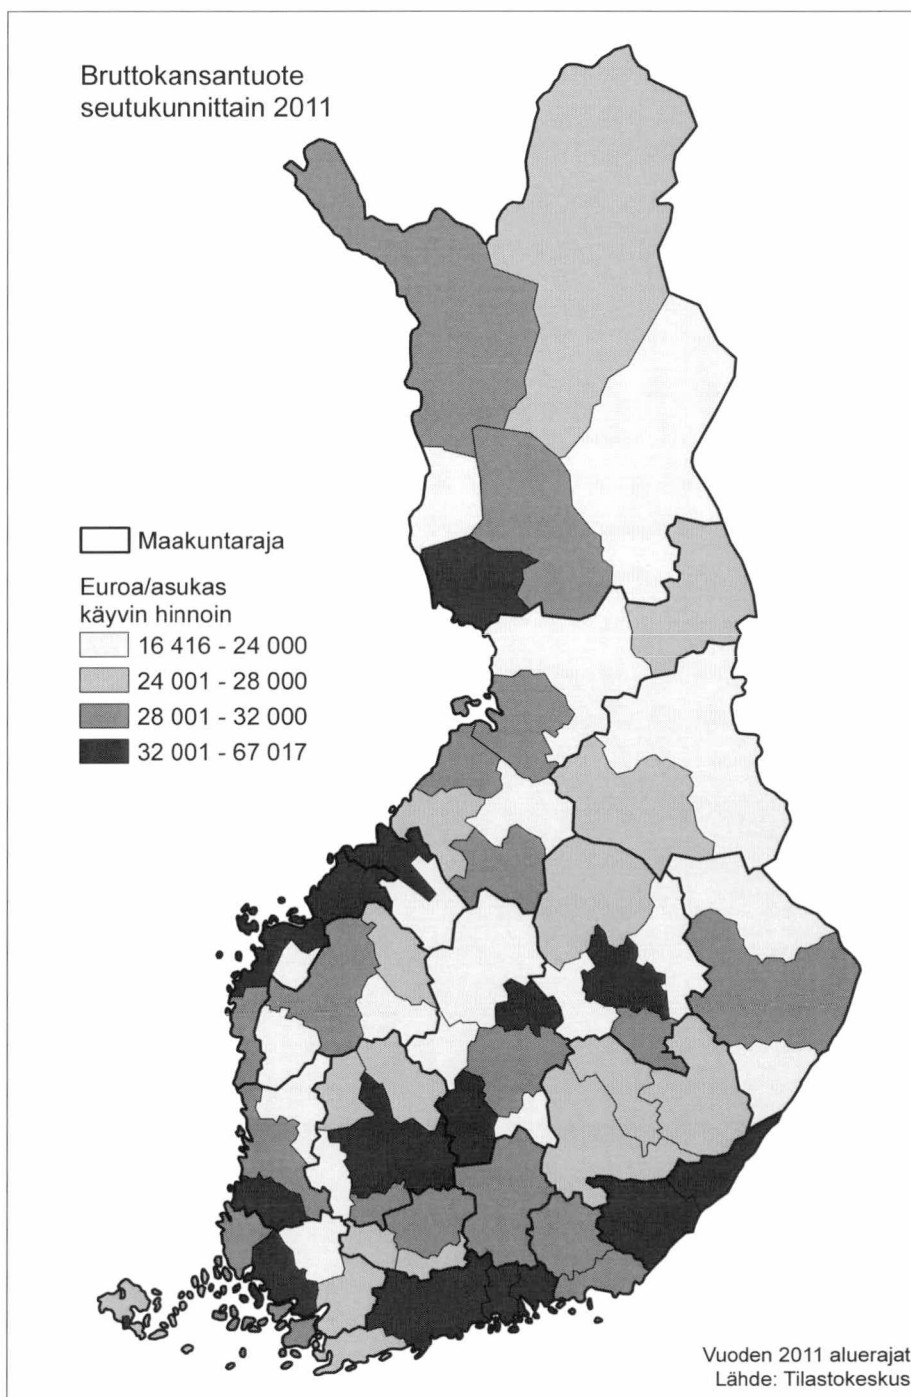 Bruttokansantuote
seutukunnittain 2011
Maakuntaraja
Euroa/asukas
käyvin hinnoin
16 416 - 24 000
24 001 - 28 000
28 001 - 32 000
32 001 - 67 017
Vuoden 2011 aluerajat
Lähde: Tilastokeskus